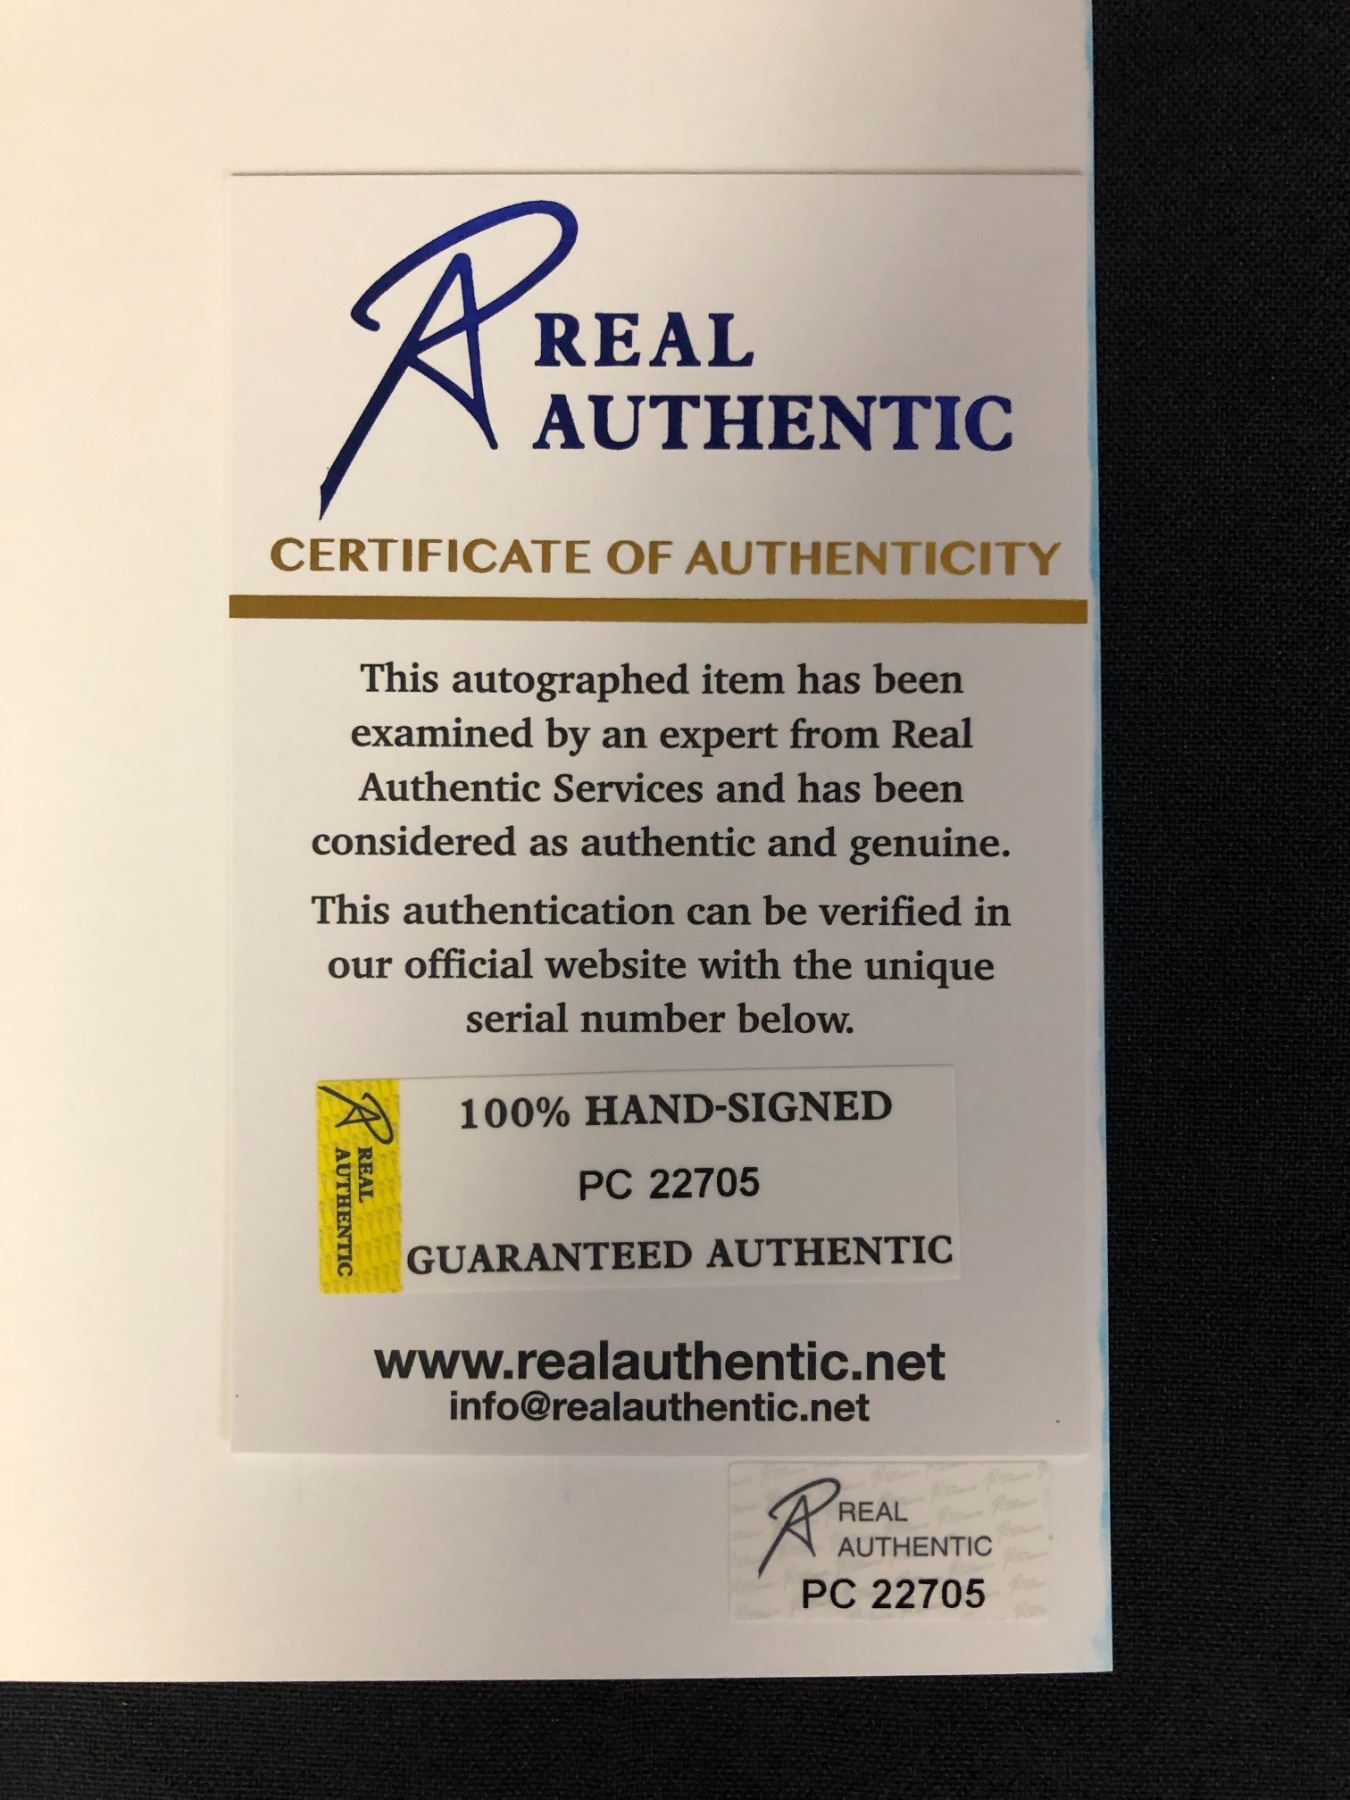 REAL
AUTHENTIC
CERTIFICATE OF AUTHENTICITY
This autographed item has been
examined by an expert from Real
Authentic Services and has been
considered as authentic and genuine.
This authentication can be verified in
our official website with the unique
serial number below.
REAL
AUTHENTIC
100% HAND-SIGNED
PC 22705
GUARANTEED AUTHENTIC
www.realauthentic.net
info@realauthentic.net
REAL
AUTHENTIC
PC 22705